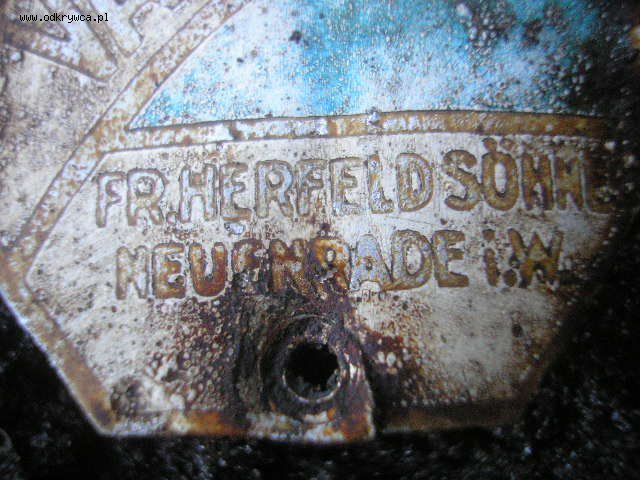 www.odkrywca.pl
FR. HERFELD SÖHNE
NEUENRADE i.W.